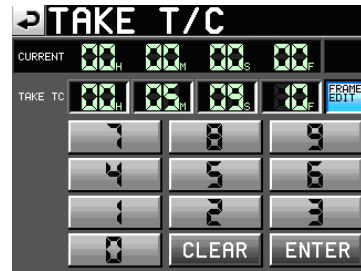 TAKE T/C
CURRENT 00H 00M 00S 00F
TAKE TC 00H 05M 09S 10F FRAME EDIT
7 8 9
4 5 6
1 2 3
0 CLEAR ENTER